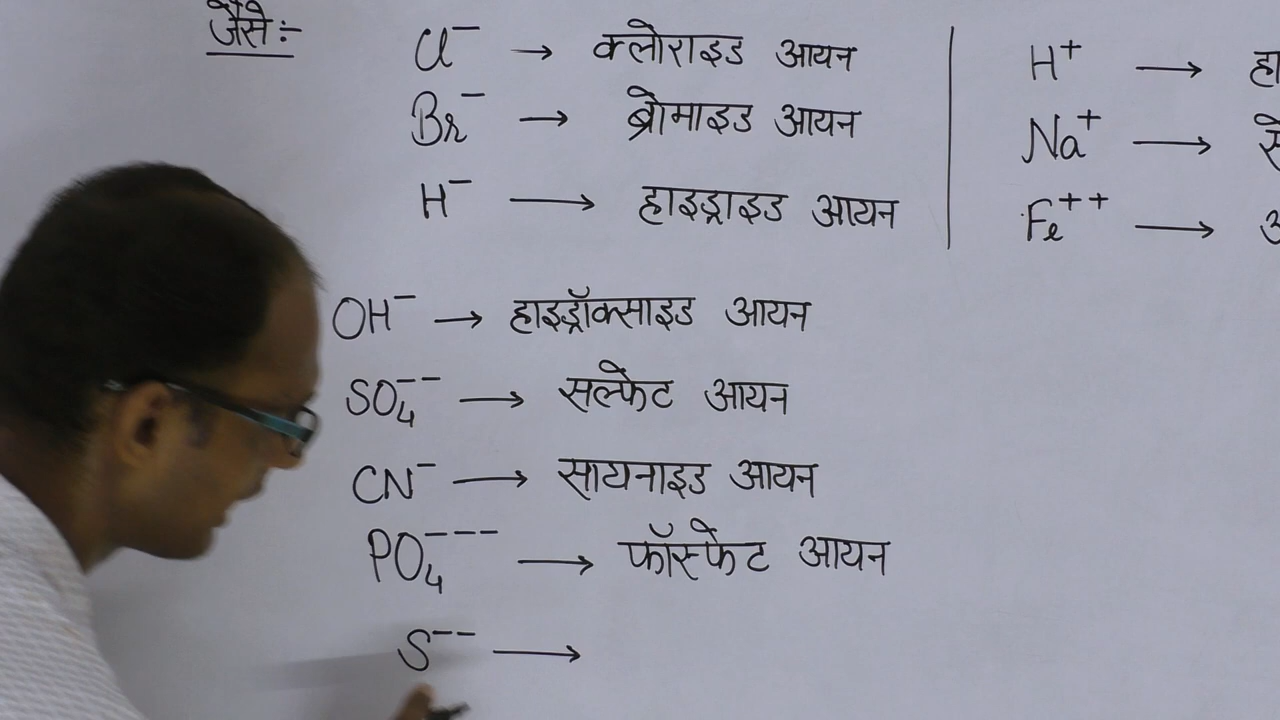 जैसे :-
Cl⁻ → क्लोराइड आयन
Br⁻ → ब्रोमाइड आयन
H⁻ → हाइड्राइड आयन
OH⁻ → हाइड्रॉक्साइड आयन
SO₄⁻⁻ → सल्फेट आयन
CN⁻ → सायनाइड आयन
PO₄⁻⁻⁻ → फॉस्फेट आयन
S⁻⁻ →
H⁺ → हा
Na⁺ →
Fe⁺⁺ →